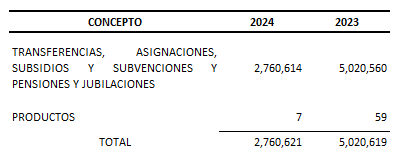 CONCEPTO 2024 2023
TRANSFERENCIAS, ASIGNACIONES,
SUBSIDIOS Y SUBVENCIONES Y 2,760,614 5,020,560
PENSIONES Y JUBILACIONES
PRODUCTOS 7 59
TOTAL 2,760,621 5,020,619